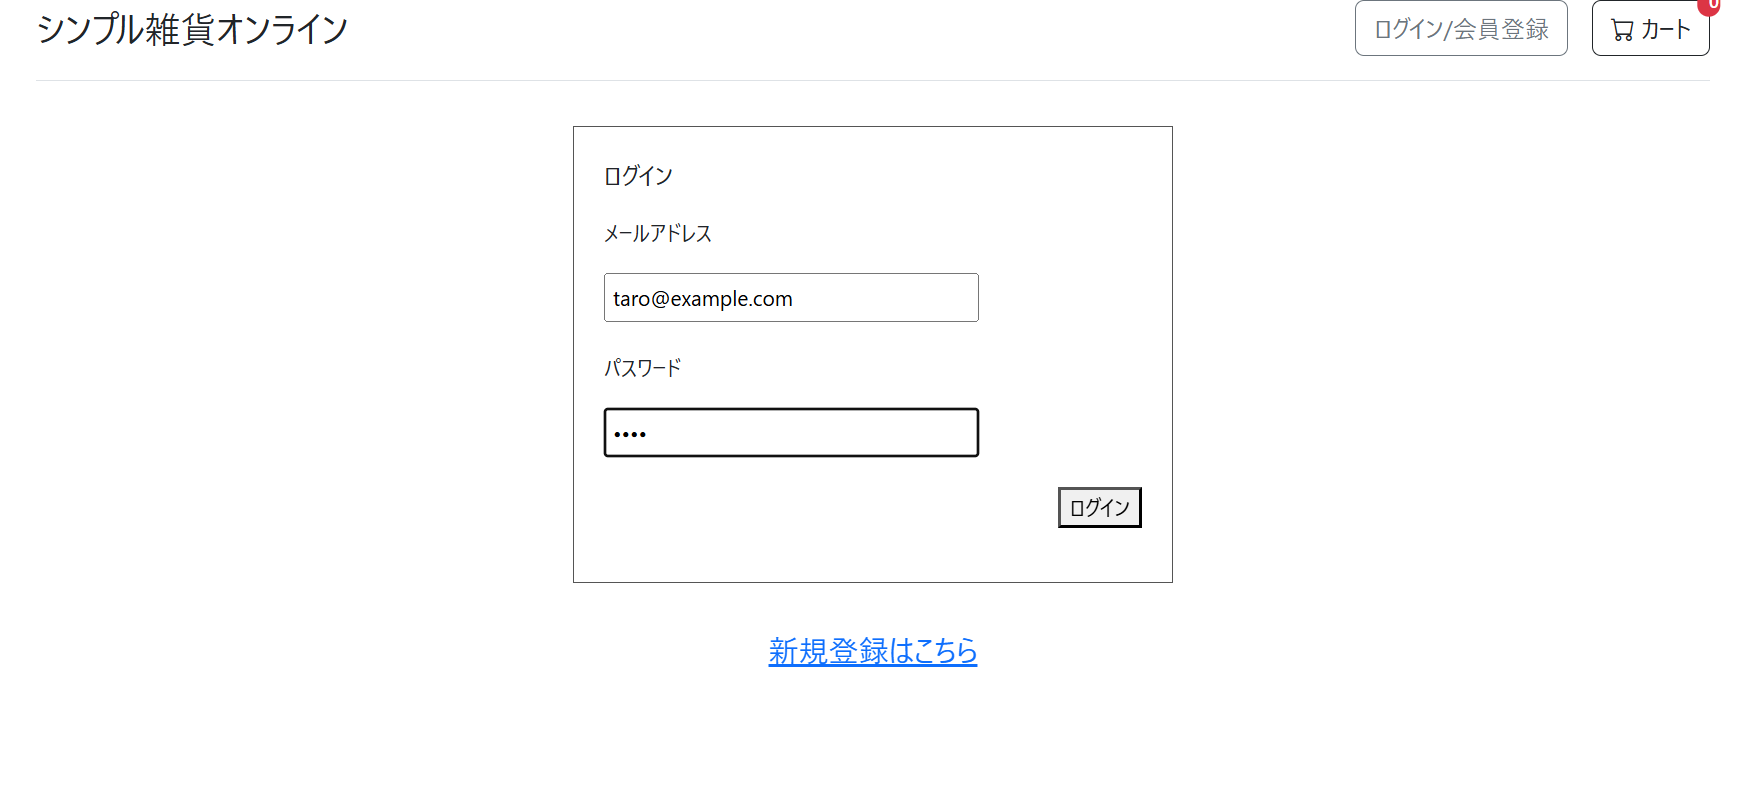 シンプル雑貨オンライン
ログイン/会員登録
カート
0
ログイン
メールアドレス
taro@example.com
パスワード
••••
ログイン
新規登録はこちら